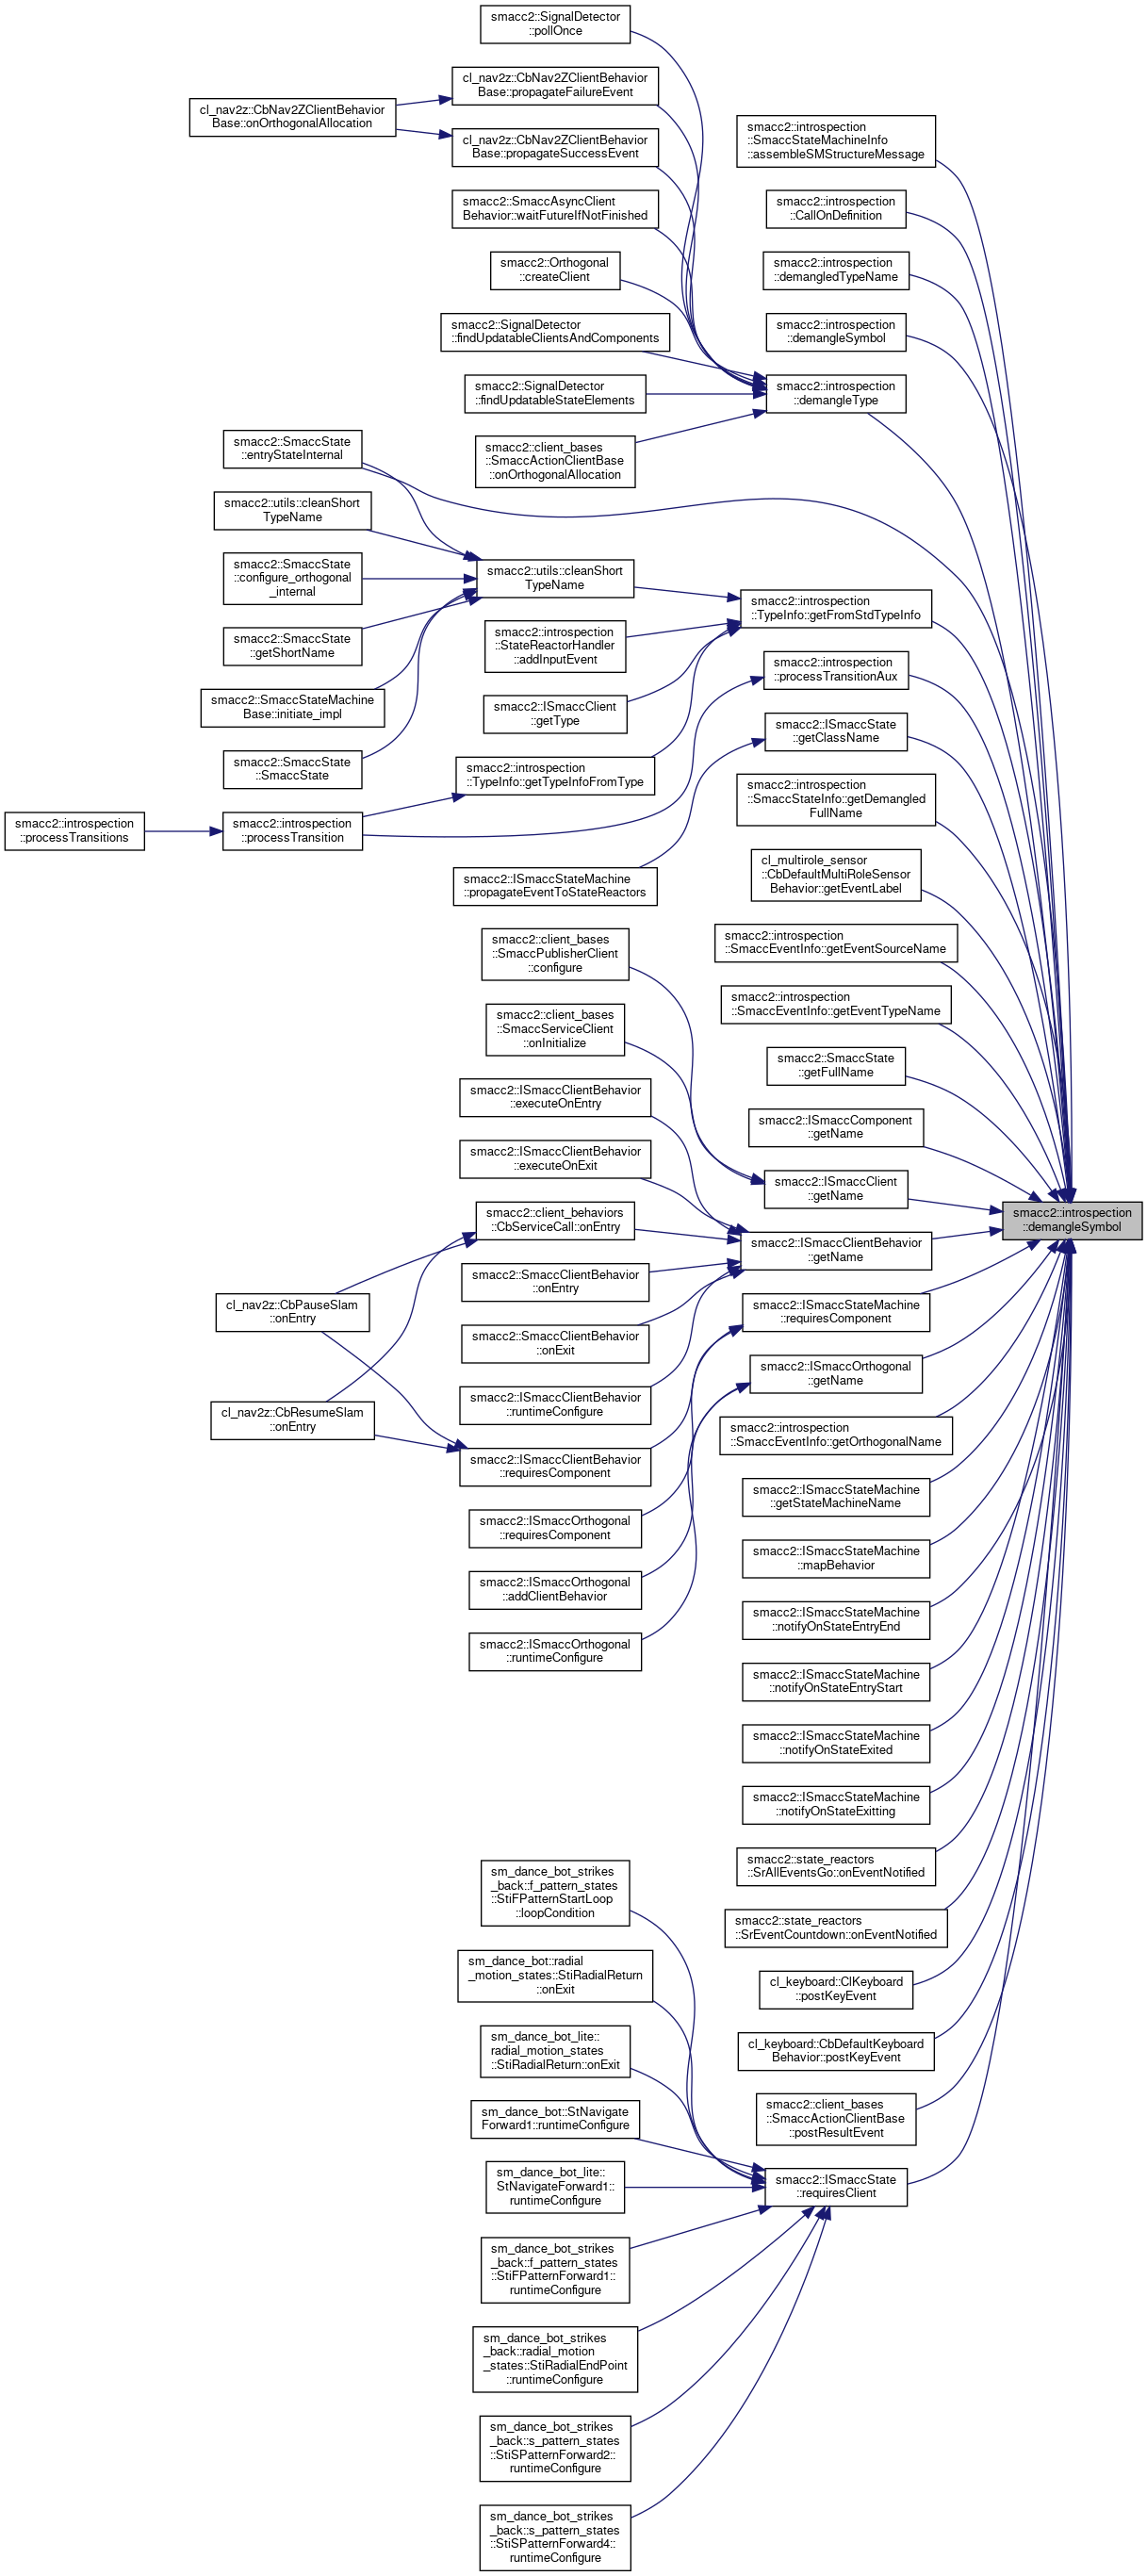 smacc2::SignalDetector
::pollOnce
cl_nav2z::CbNav2ZClientBehavior
Base::propagateFailureEvent
cl_nav2z::CbNav2ZClientBehavior
Base::onOrthogonalAllocation
cl_nav2z::CbNav2ZClientBehavior
Base::propagateSuccessEvent
smacc2::SmaccAsyncClient
Behavior::waitFutureIfNotFinished
smacc2::Orthogonal
::createClient
smacc2::SignalDetector
::findUpdatableClientsAndComponents
smacc2::SignalDetector
::findUpdatableStateElements
smacc2::client_bases
::SmaccActionClientBase
::onOrthogonalAllocation
smacc2::introspection
::SmaccStateMachineInfo
::assembleSMStructureMessage
smacc2::introspection
::CallOnDefinition
smacc2::introspection
::demangledTypeName
smacc2::introspection
::demangleSymbol
smacc2::introspection
::demangleType
smacc2::SmaccState
::entryStateInternal
smacc2::utils::cleanShort
TypeName
smacc2::SmaccState
::configure_orthogonal
_internal
smacc2::SmaccState
::getShortName
smacc2::SmaccStateMachine
Base::initiate_impl
smacc2::SmaccState
::SmaccState
smacc2::introspection
::processTransitions
smacc2::introspection
::processTransition
smacc2::utils::cleanShort
TypeName
smacc2::introspection
::StateReactorHandler
::addInputEvent
smacc2::ISmaccClient
::getType
smacc2::introspection
::TypeInfo::getTypeInfoFromType
smacc2::ISmaccStateMachine
::propagateEventToStateReactors
smacc2::introspection
::TypeInfo::getFromStdTypeInfo
smacc2::introspection
::processTransitionAux
smacc2::ISmaccState
::getClassName
smacc2::introspection
::SmaccStateInfo::getDemangled
FullName
cl_multirole_sensor
::CbDefaultMultiRoleSensor
Behavior::getEventLabel
smacc2::introspection
::SmaccEventInfo::getEventSourceName
smacc2::introspection
::SmaccEventInfo::getEventTypeName
smacc2::SmaccState
::getFullName
smacc2::ISmaccComponent
::getName
smacc2::ISmaccClient
::getName
smacc2::introspection
::demangleSymbol
smacc2::client_bases
::SmaccPublisherClient
::configure
smacc2::client_bases
::SmaccServiceClient
::onInitialize
smacc2::ISmaccClientBehavior
::executeOnEntry
smacc2::ISmaccClientBehavior
::executeOnExit
smacc2::client_behaviors
::CbServiceCall::onEntry
smacc2::SmaccClientBehavior
::onEntry
smacc2::SmaccClientBehavior
::onExit
smacc2::ISmaccClientBehavior
::runtimeConfigure
smacc2::ISmaccClientBehavior
::requiresComponent
smacc2::ISmaccOrthogonal
::requiresComponent
smacc2::ISmaccOrthogonal
::addClientBehavior
smacc2::ISmaccOrthogonal
::runtimeConfigure
cl_nav2z::CbPauseSlam
::onEntry
cl_nav2z::CbResumeSlam
::onEntry
smacc2::ISmaccClientBehavior
::getName
smacc2::ISmaccStateMachine
::requiresComponent
smacc2::ISmaccOrthogonal
::getName
smacc2::introspection
::SmaccEventInfo::getOrthogonalName
smacc2::ISmaccStateMachine
::getStateMachineName
smacc2::ISmaccStateMachine
::mapBehavior
smacc2::ISmaccStateMachine
::notifyOnStateEntryEnd
smacc2::ISmaccStateMachine
::notifyOnStateEntryStart
smacc2::ISmaccStateMachine
::notifyOnStateExited
smacc2::ISmaccStateMachine
::notifyOnStateExitting
smacc2::state_reactors
::SrAllEventsGo::onEventNotified
smacc2::state_reactors
::SrEventCountdown::onEventNotified
cl_keyboard::ClKeyboard
::postKeyEvent
cl_keyboard::CbDefaultKeyboard
Behavior::postKeyEvent
smacc2::client_bases
::SmaccActionClientBase
::postResultEvent
smacc2::ISmaccState
::requiresClient
sm_dance_bot_strikes
_back::f_pattern_states
::StiFPatternStartLoop
::loopCondition
sm_dance_bot::radial
_motion_states::StiRadialReturn
::onExit
sm_dance_bot_lite::
radial_motion_states
::StiRadialReturn::onExit
sm_dance_bot::StNavigate
Forward1::runtimeConfigure
sm_dance_bot_lite::
StNavigateForward1::
runtimeConfigure
sm_dance_bot_strikes
_back::f_pattern_states
::StiFPatternForward1::
runtimeConfigure
sm_dance_bot_strikes
_back::radial_motion
_states::StiRadialEndPoint
::runtimeConfigure
sm_dance_bot_strikes
_back::s_pattern_states
::StiSPatternForward2::
runtimeConfigure
sm_dance_bot_strikes
_back::s_pattern_states
::StiSPatternForward4::
runtimeConfigure